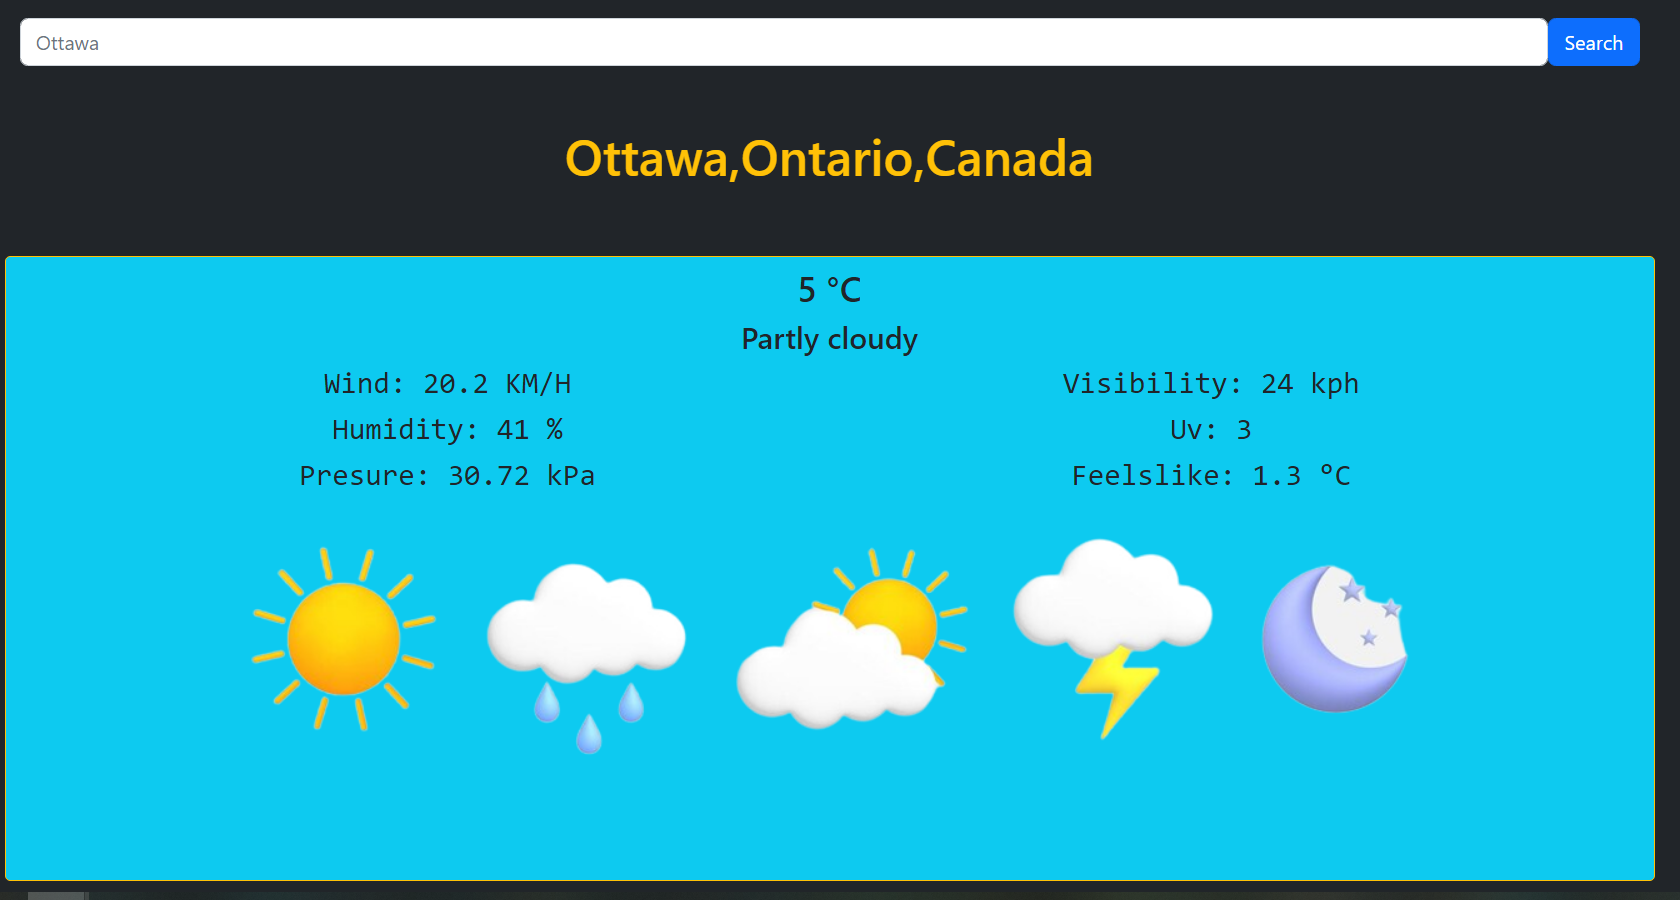 Ottawa
Search
Ottawa,Ontario,Canada
5 °C
Partly cloudy
Wind: 20.2 KM/H
Humidity: 41 %
Presure: 30.72 kPa
Visibility: 24 kph
Uv: 3
Feelslike: 1.3 °C